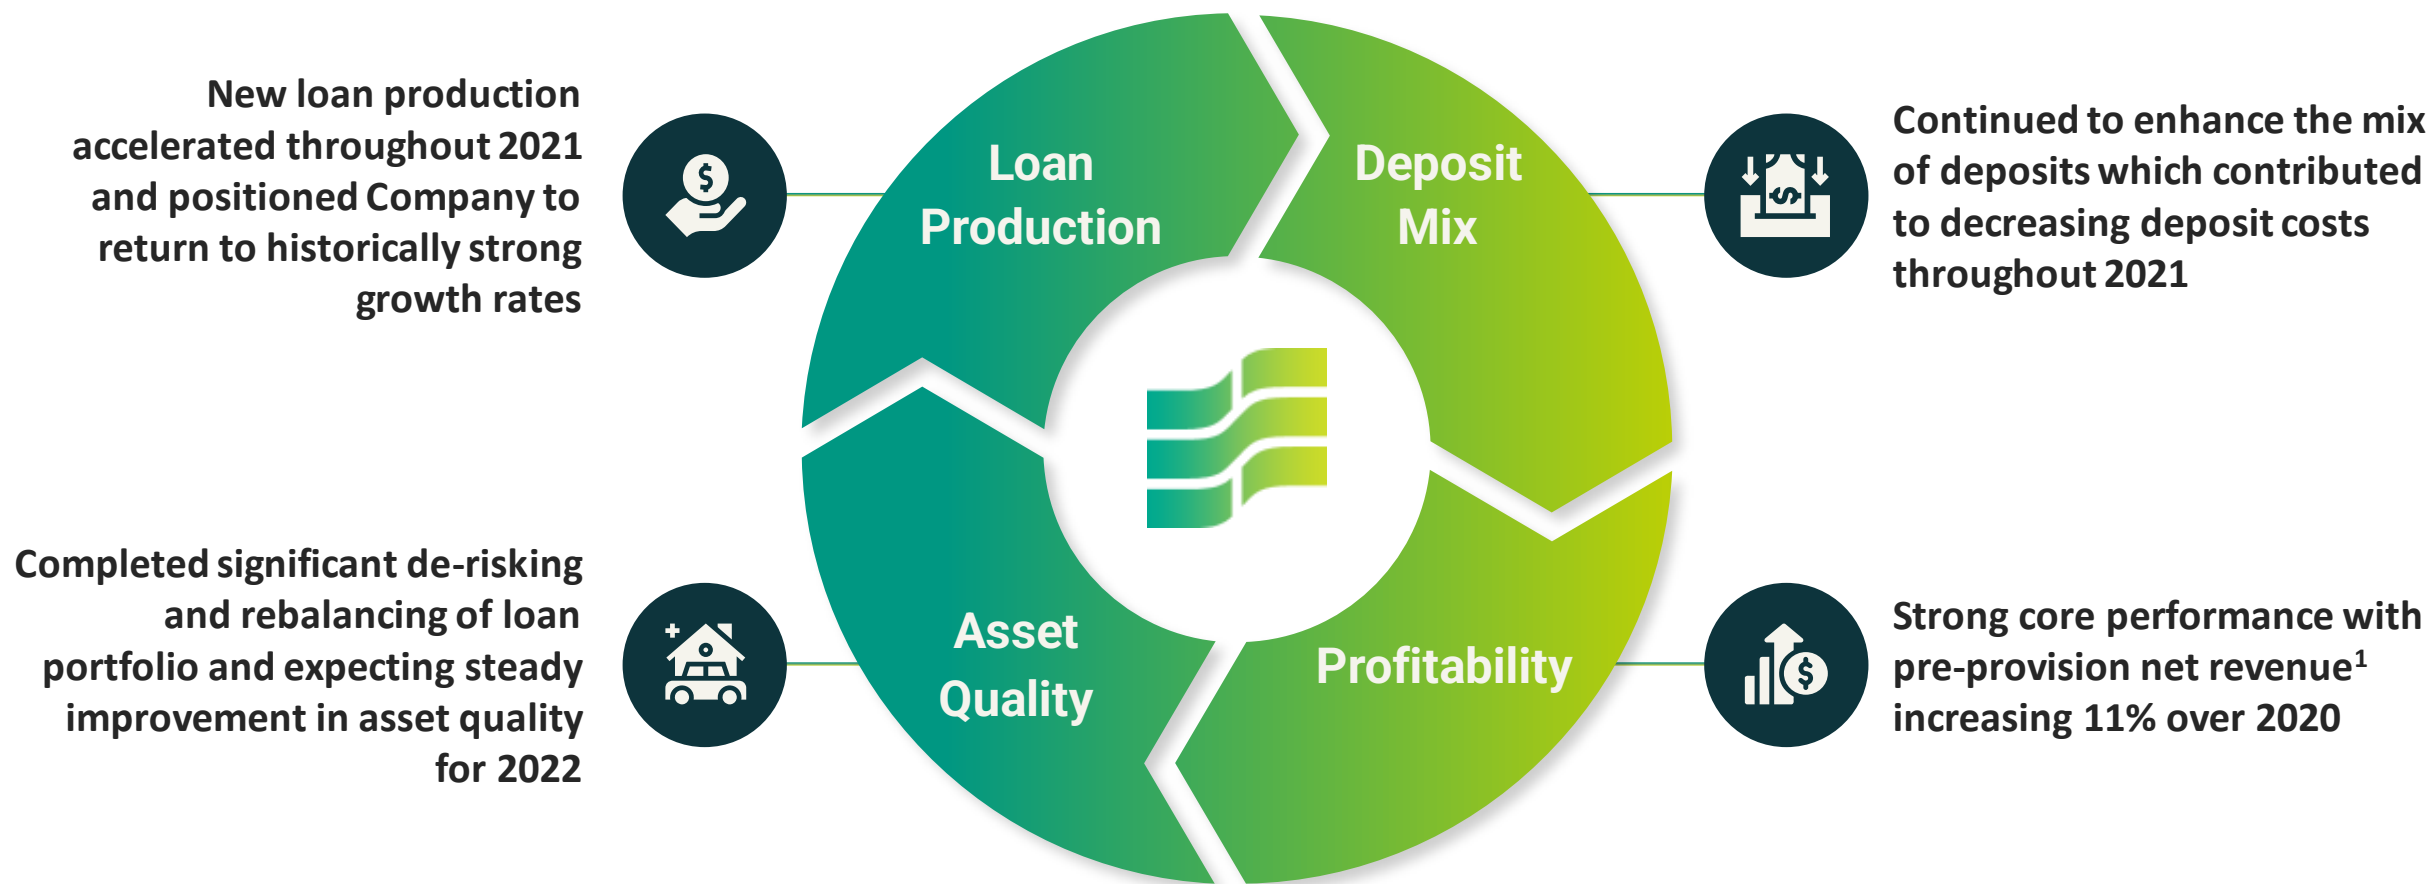 New loan production
accelerated throughout 2021
and positioned Company to
return to historically strong
growth rates
Loan
Production
Deposit
Mix
Continued to enhance the mix
of deposits which contributed
to decreasing deposit costs
throughout 2021
Completed significant de-risking
and rebalancing of loan
portfolio and expecting steady
improvement in asset quality
for 2022
Asset
Quality
Profitability
Strong core performance with
pre-provision net revenue¹
increasing 11% over 2020
$
$
$